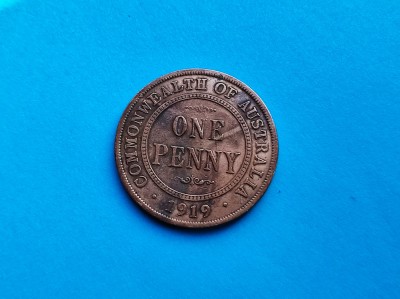 COMMONWEALTH OF AUSTRALIA
ONE
PENNY
1919